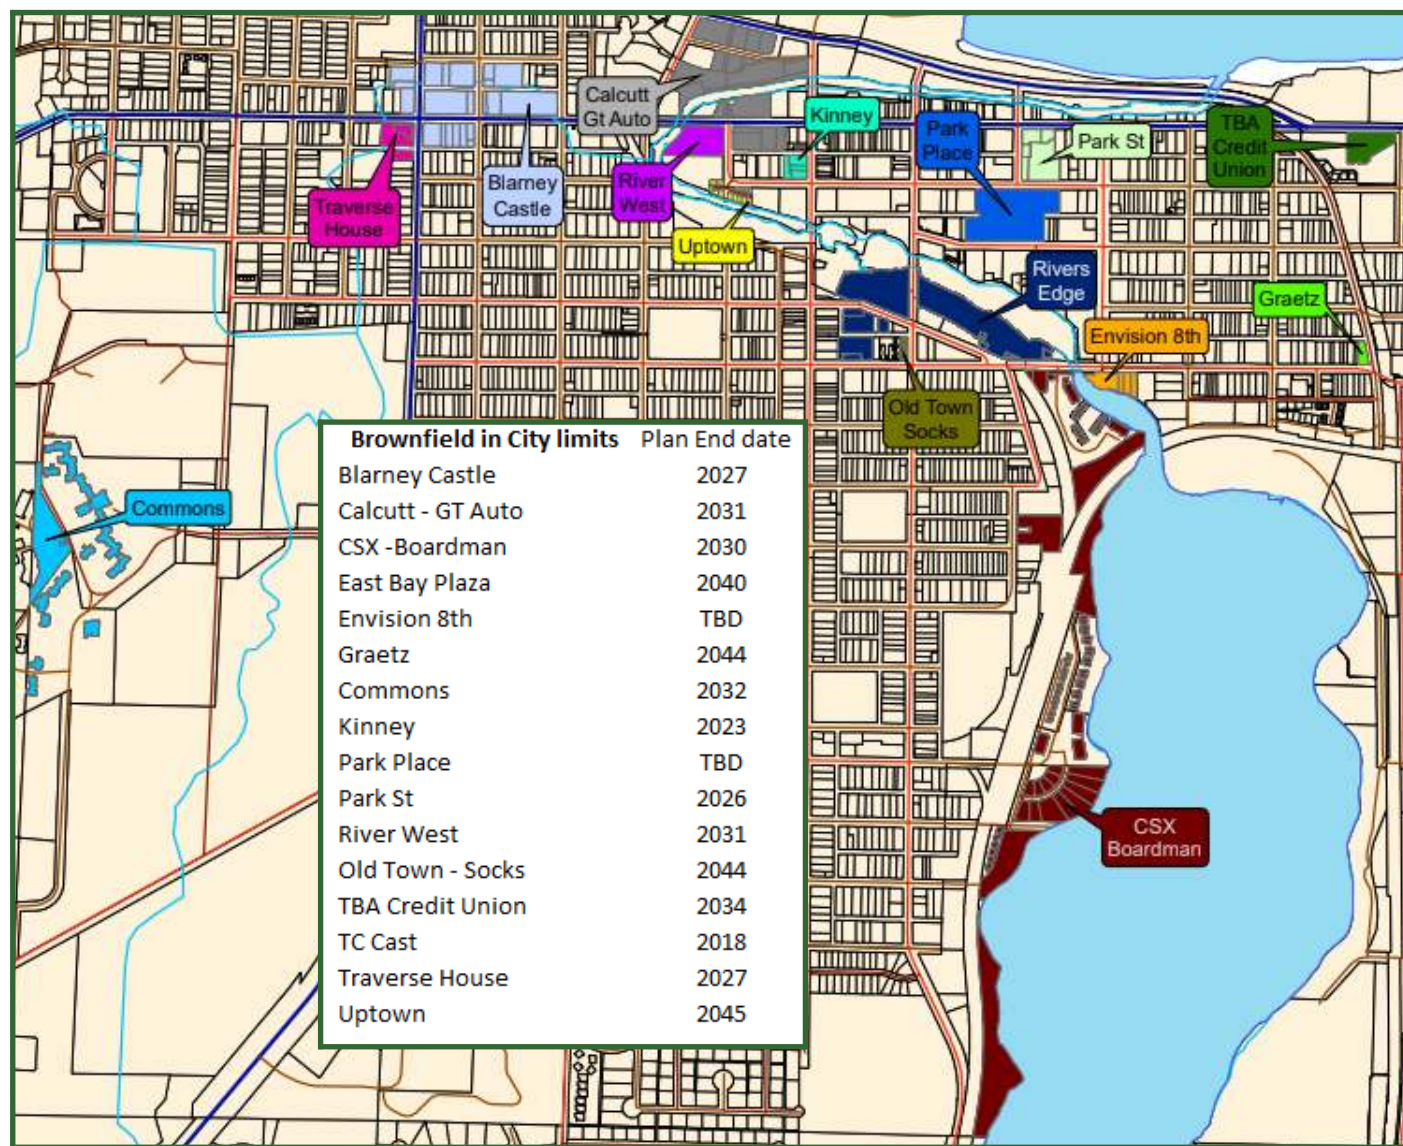 Calcutt
Gt Auto
Kinney
Park
Place
Park St
TBA
Credit
Union
Traverse
House
Blarney
Castle
River
West
Uptown
Rivers
Edge
Graetz
Envision 8th
Old Town
Socks
Commons
CSX
Boardman
Brownfield in City limits Plan End date
Blarney Castle 2027
Calcutt - GT Auto 2031
CSX -Boardman 2030
East Bay Plaza 2040
Envision 8th TBD
Graetz 2044
Commons 2032
Kinney 2023
Park Place TBD
Park St 2026
River West 2031
Old Town - Socks 2044
TBA Credit Union 2034
TC Cast 2018
Traverse House 2027
Uptown 2045